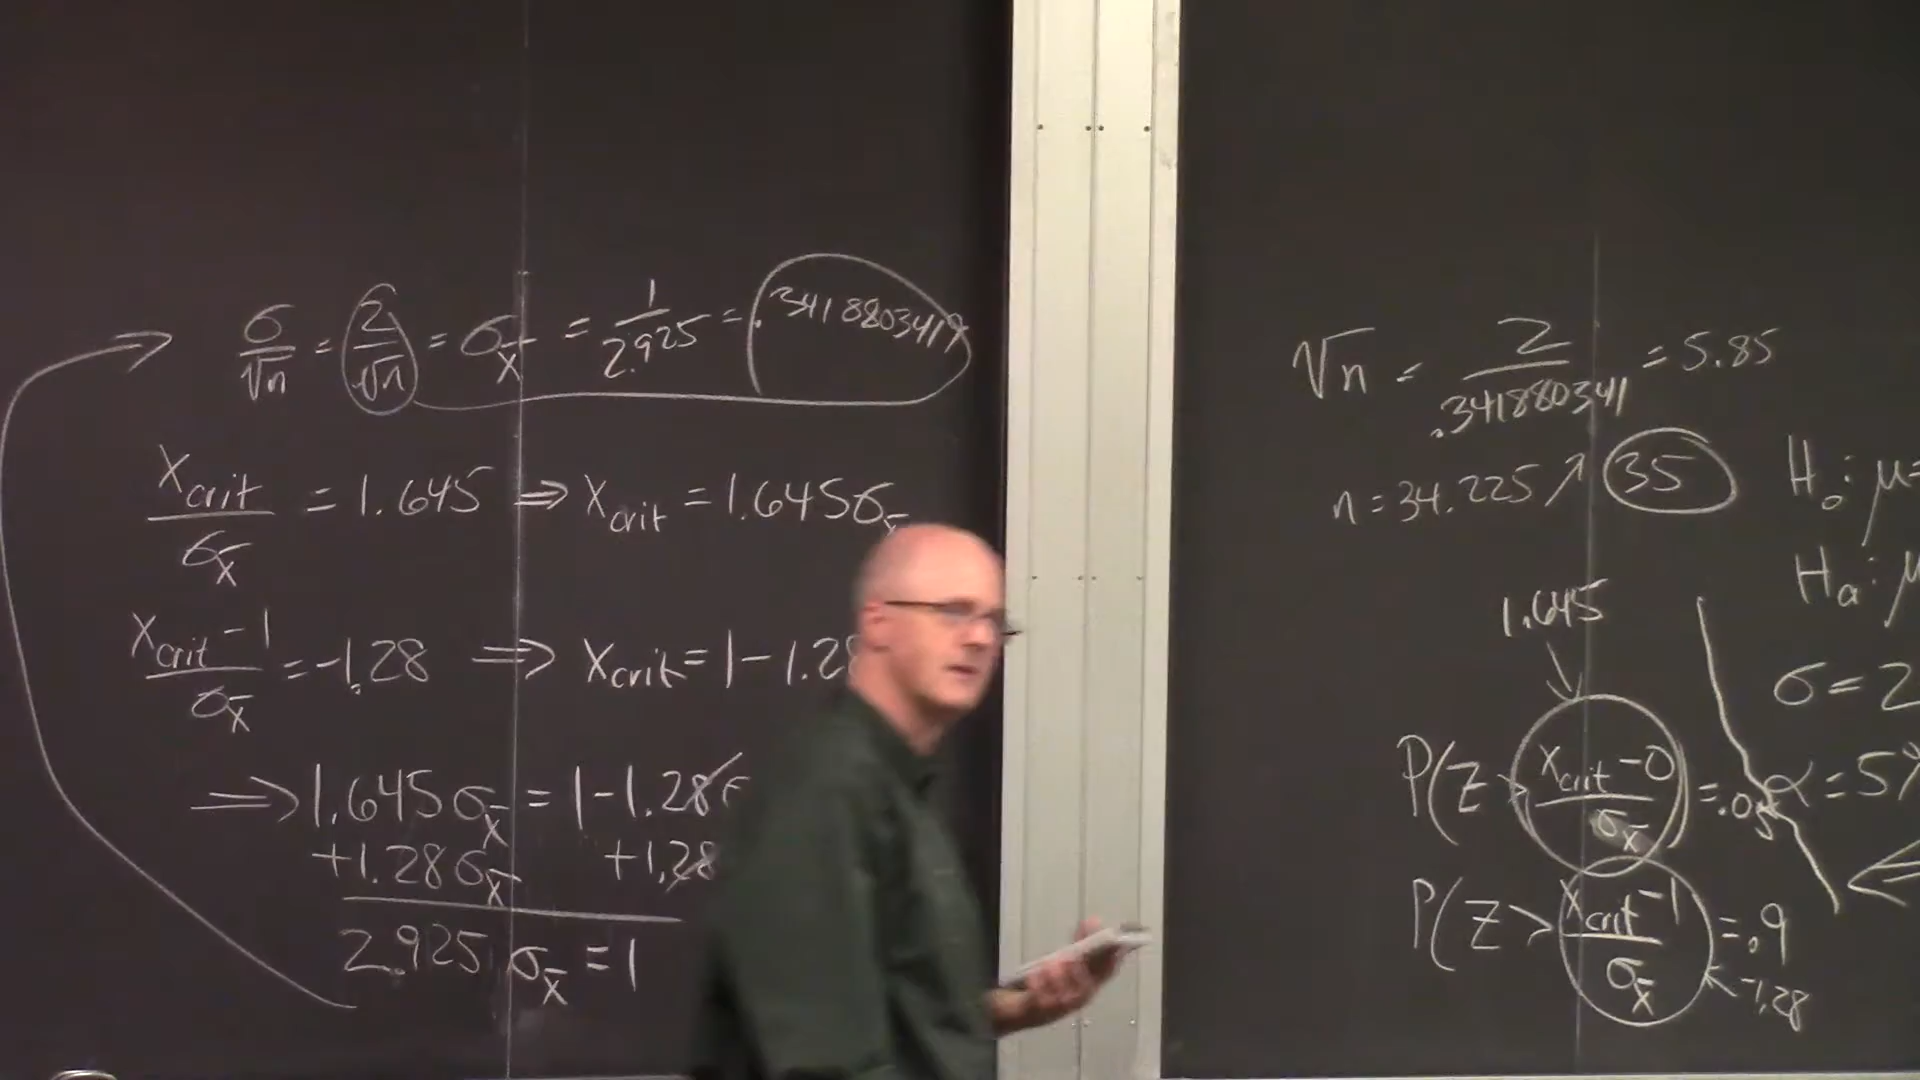 σ/√n = 2/√n = σx̄ = 1/2.925 = .3418803419
xcrit/σx̄ = 1.645 ⇒ xcrit = 1.645σx̄
xcrit-1/σx̄ = -1.28 ⇒ xcrit = 1 - 1.28
⇒ 1.645σx̄ = 1 - 1.28σ
+1.28σx̄ +1.28
2.925σx̄ = 1
√n = 2/.341880341 = 5.85
n = 34.225 ↗ 35
H₀: μ=
Hₐ: μ
1.645
σ = 2
P(Z > xcrit-0/σx̄) = .05
α = 5%
P(Z > xcrit-1/σx̄ = .9
-1.28